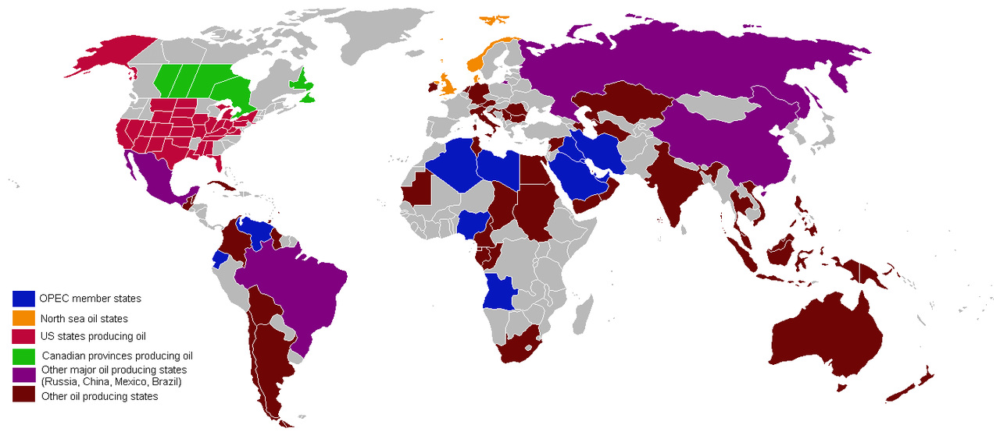 OPEC member states
North sea oil states
US states producing oil
Canadian provinces producing oil
Other major oil producing states
(Russia, China, Mexico, Brazil)
Other oil producing states